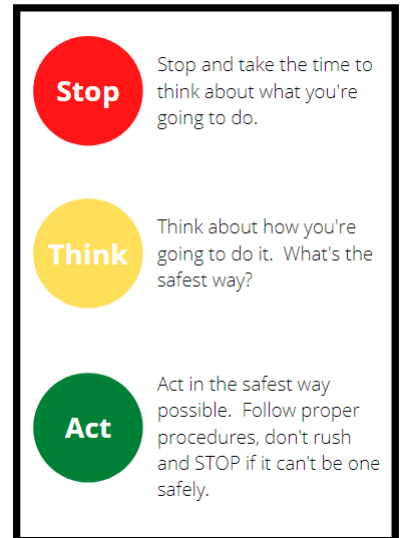 Stop
Stop and take the time to
think about what you're
going to do.
Think
Think about how you're
going to do it.  What's the
safest way?
Act
Act in the safest way
possible.  Follow proper
procedures, don't rush
and STOP if it can't be one
safely.